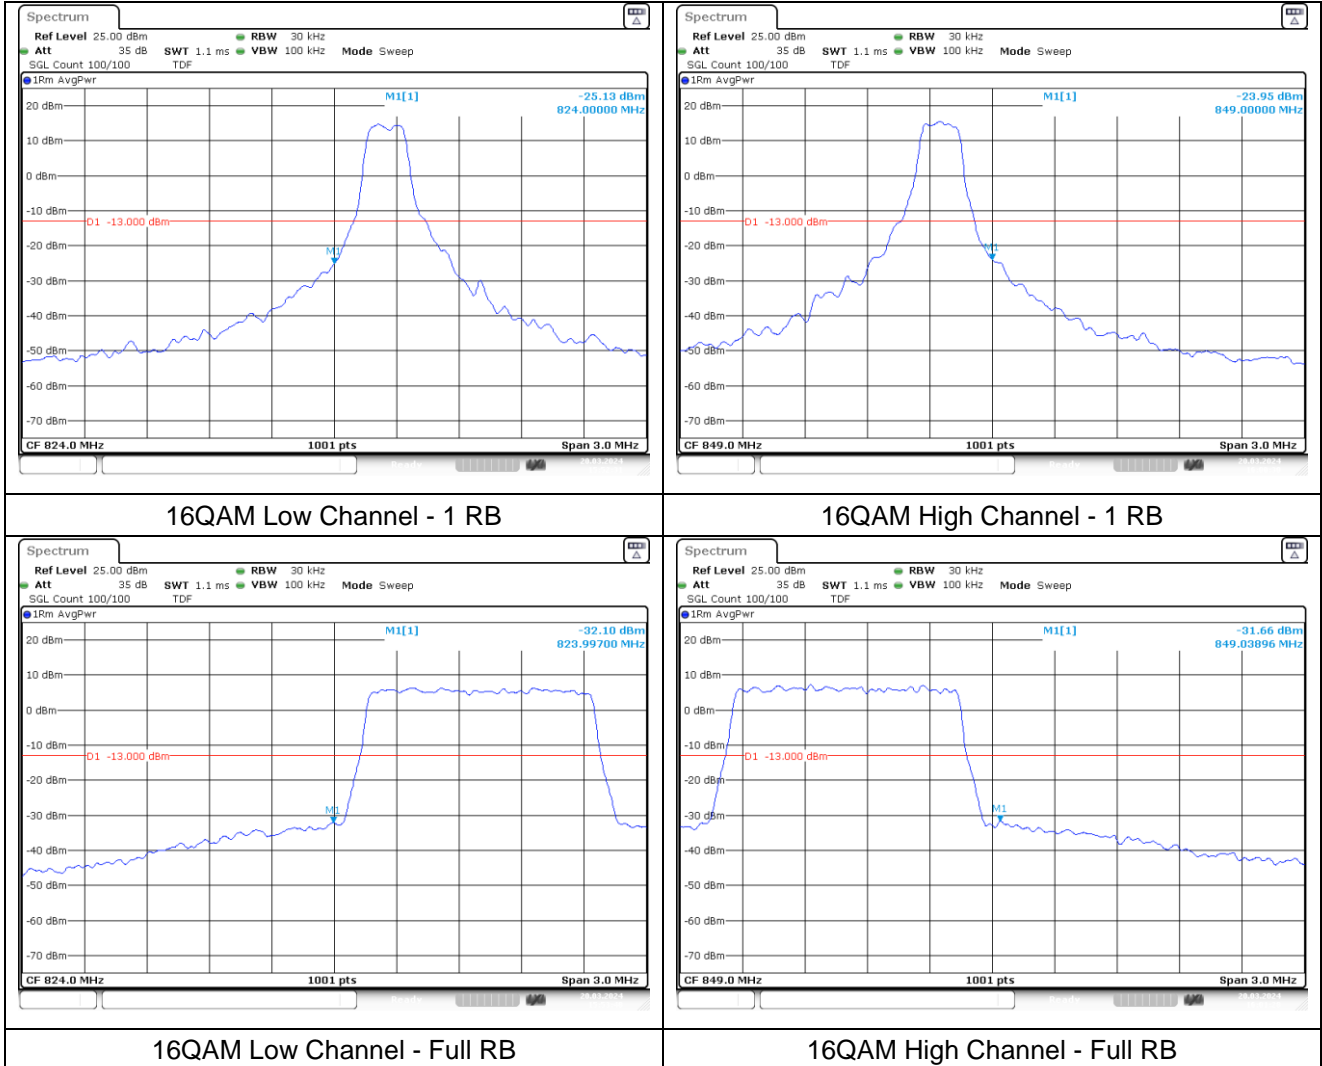 Spectrum
Ref Level 25.00 dBm RBW 30 kHz
Att 35 dB SWT 1.1 ms VBW 100 kHz Mode Sweep
SGL Count 100/100 TDF
1Rm AvgPwr
M1[1] -25.13 dBm
824.00000 MHz
20 dBm
10 dBm
0 dBm
-10 dBm
D1 -13.000 dBm
-20 dBm
M1
-30 dBm
-40 dBm
-50 dBm
-60 dBm
-70 dBm
CF 824.0 MHz 1001 pts Span 3.0 MHz
Ready 20.03.2024
16QAM Low Channel - 1 RB
Spectrum
Ref Level 25.00 dBm RBW 30 kHz
Att 35 dB SWT 1.1 ms VBW 100 kHz Mode Sweep
SGL Count 100/100 TDF
1Rm AvgPwr
M1[1] -23.95 dBm
849.00000 MHz
20 dBm
10 dBm
0 dBm
-10 dBm
D1 -13.000 dBm
-20 dBm
M1
-30 dBm
-40 dBm
-50 dBm
-60 dBm
-70 dBm
CF 849.0 MHz 1001 pts Span 3.0 MHz
Ready 20.03.2024
16QAM High Channel - 1 RB
Spectrum
Ref Level 25.00 dBm RBW 30 kHz
Att 35 dB SWT 1.1 ms VBW 100 kHz Mode Sweep
SGL Count 100/100 TDF
1Rm AvgPwr
M1[1] -32.10 dBm
823.99700 MHz
20 dBm
10 dBm
0 dBm
-10 dBm
D1 -13.000 dBm
-20 dBm
M1
-30 dBm
-40 dBm
-50 dBm
-60 dBm
-70 dBm
CF 824.0 MHz 1001 pts Span 3.0 MHz
Ready 20.03.2024
16QAM Low Channel - Full RB
Spectrum
Ref Level 25.00 dBm RBW 30 kHz
Att 35 dB SWT 1.1 ms VBW 100 kHz Mode Sweep
SGL Count 100/100 TDF
1Rm AvgPwr
M1[1] -31.66 dBm
849.03896 MHz
20 dBm
10 dBm
0 dBm
-10 dBm
D1 -13.000 dBm
-20 dBm
M1
-30 dBm
-40 dBm
-50 dBm
-60 dBm
-70 dBm
CF 849.0 MHz 1001 pts Span 3.0 MHz
Ready 20.03.2024
16QAM High Channel - Full RB